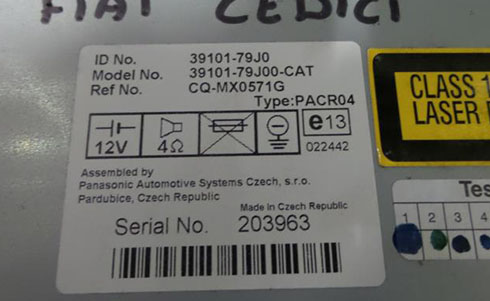 FIAT CEDICI
ID No. 39101-79J0
Model No. 39101-79J00-CAT
Ref No. CQ-MX0571G
Type:PACR04
12V 4Ω e13
022442
Assembled by
Panasonic Automotive Systems Czech, s.r.o.
Pardubice, Czech Republic
Made in Czech Republic
Serial No. 203963
CLASS 1
LASER
Tes
1 2 3 4